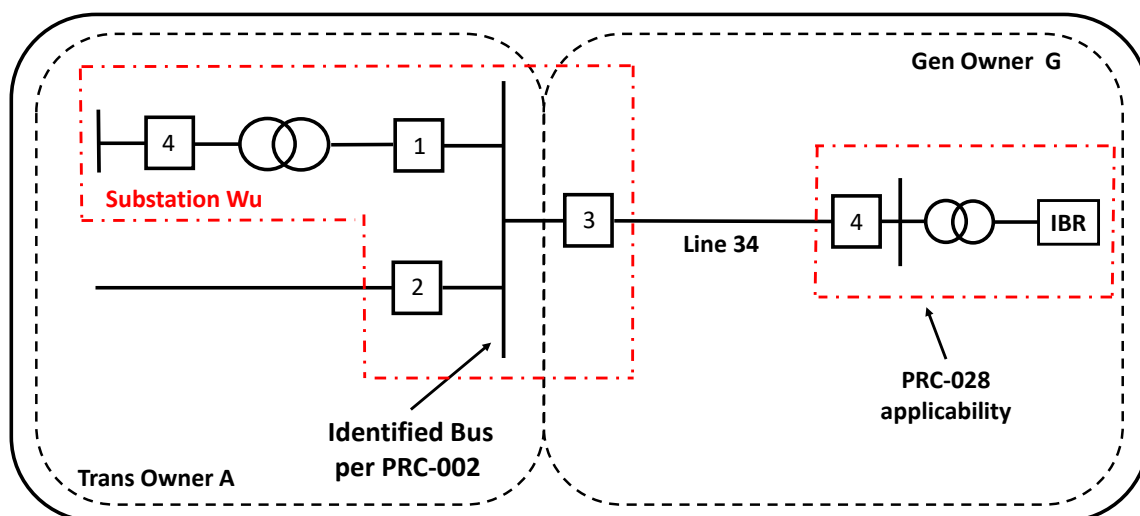 Gen Owner G
4
1
Substation Wu
3
4
IBR
Line 34
2
PRC-028
applicability
Identified Bus
per PRC-002
Trans Owner A